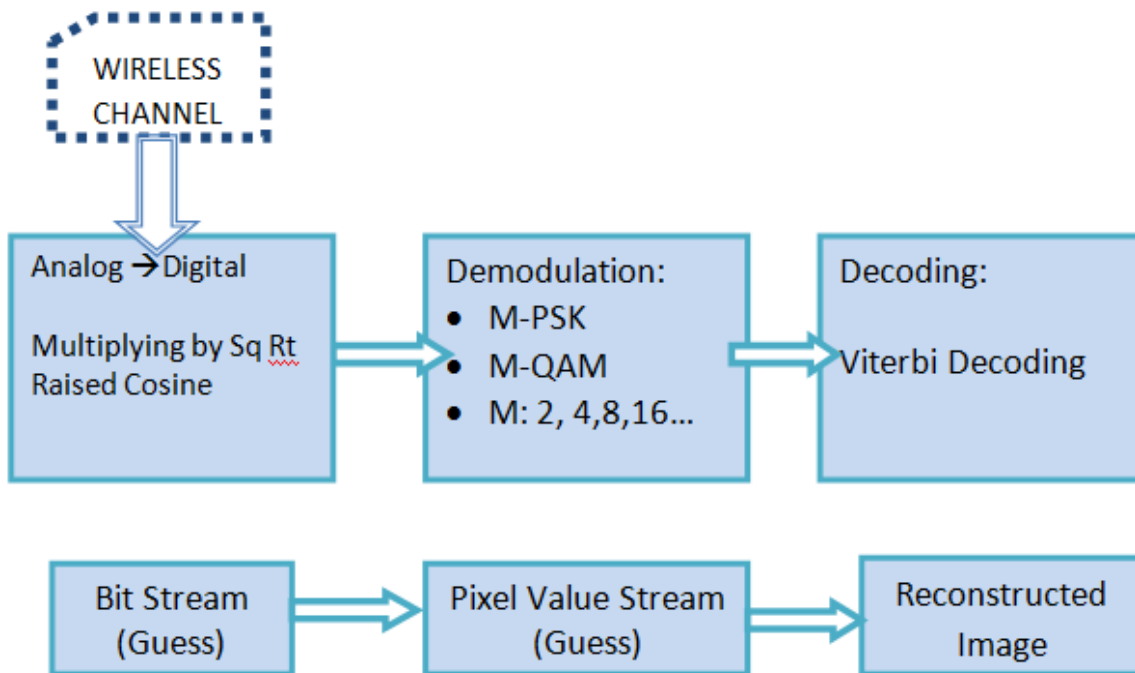 WIRELESS
CHANNEL
Analog → Digital
Multiplying by Sq Rt
Raised Cosine
Demodulation:
• M-PSK
• M-QAM
• M: 2, 4,8,16...
Decoding:
Viterbi Decoding
Bit Stream
(Guess)
Pixel Value Stream
(Guess)
Reconstructed
Image